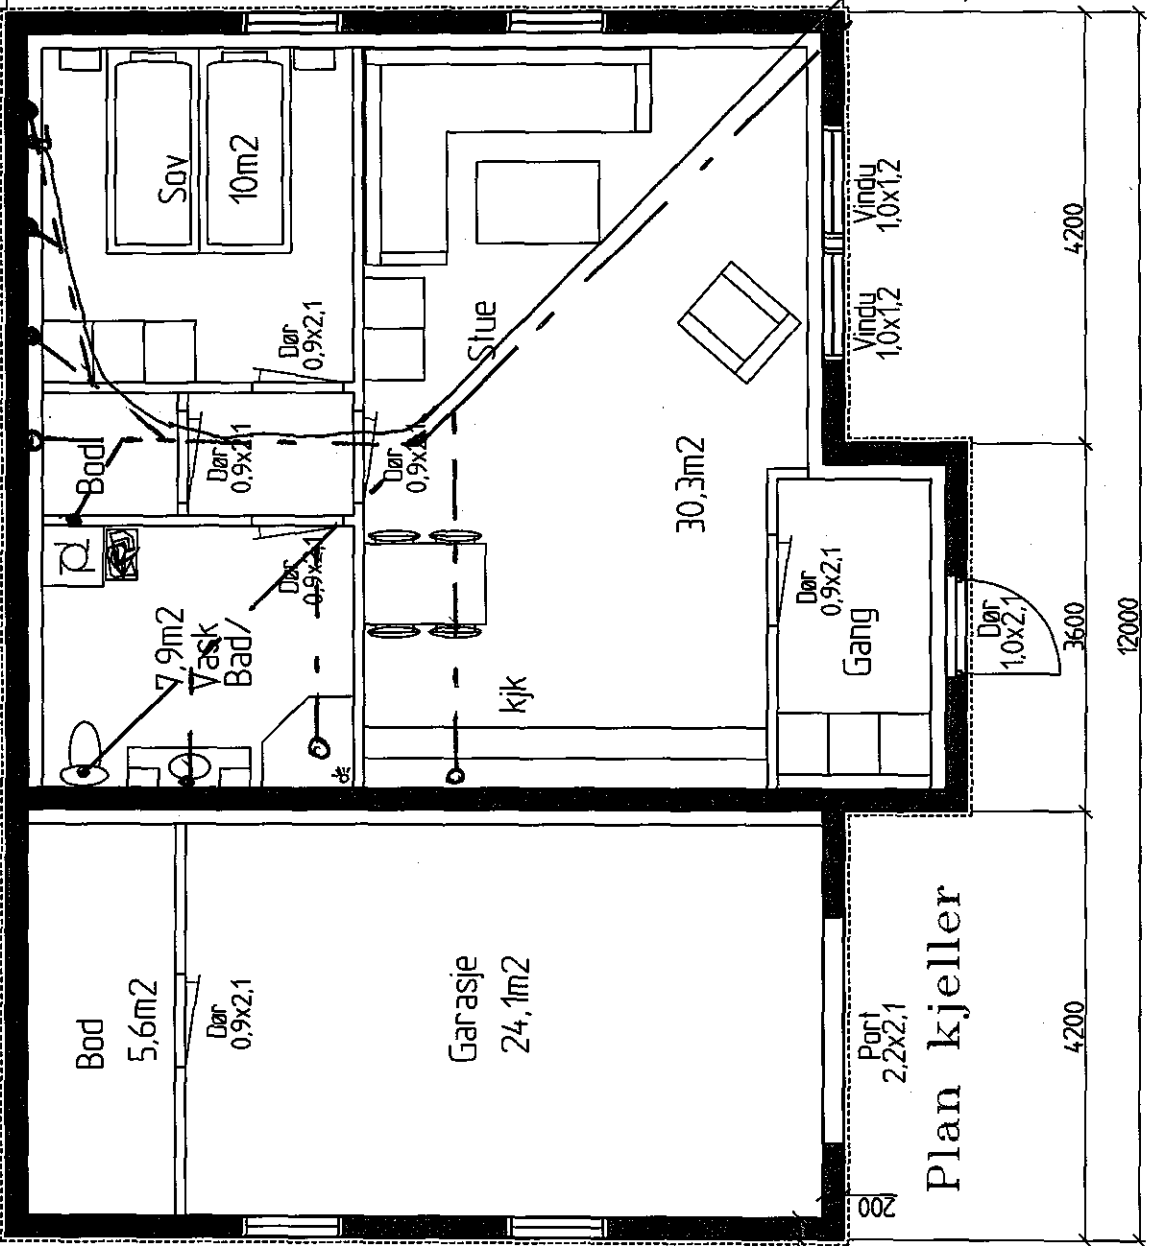 Sov
10m2
Dør
0,9x2,1
Stue
30,3m2
Vindu
1,0x1,2
Vindu
1,0x1,2
4200
Bod
Dør
0,9x2,1
Dør
0,9x2,1
Bad/
Vask
7,9m2
Dør
0,9x2,1
kjk
Dør
0,9x2,1
Gang
Dør
1,0x2,1
3600
12000
Bod
5,6m2
Dør
0,9x2,1
Garasje
24,1m2
Port
2,2x2,1
4200
200
Plan kjeller